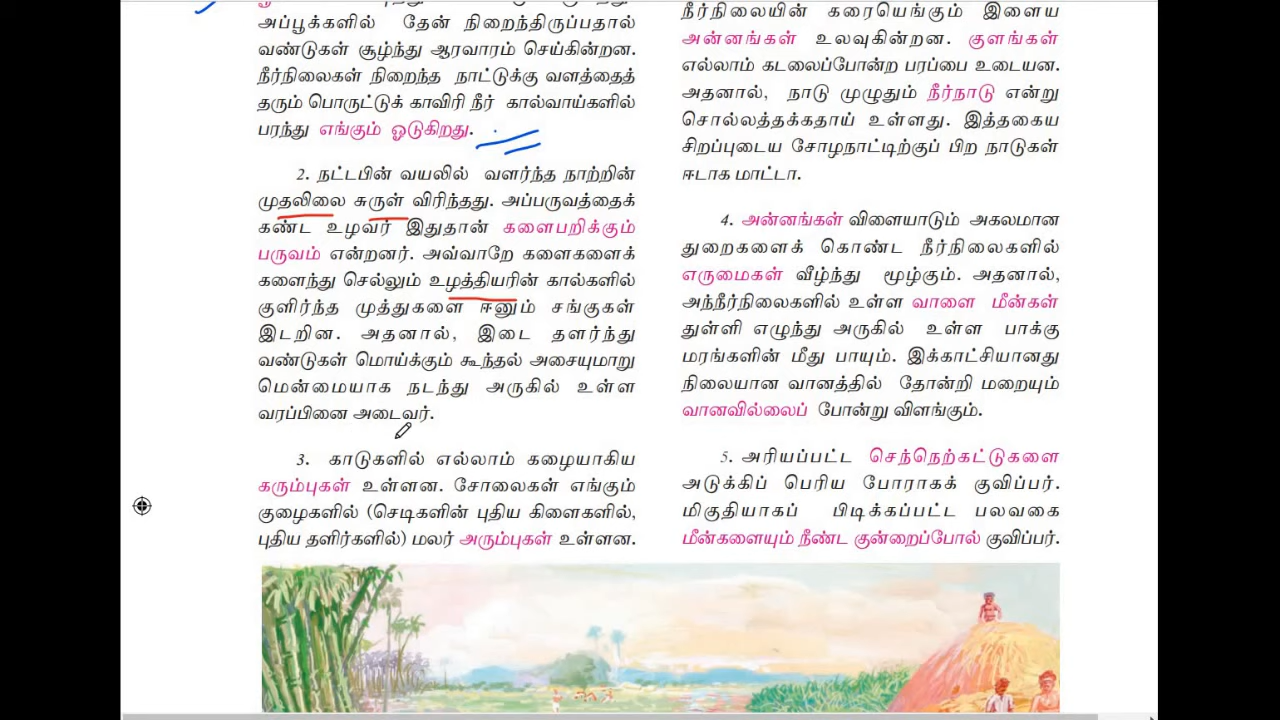 அப்பூக்களில் தேன் நிறைந்திருப்பதால்
வண்டுகள் சூழ்ந்து ஆரவாரம் செய்கின்றன.
நீர்நிலைகள் நிறைந்த நாட்டுக்கு வளத்தைத்
தரும் பொருட்டுக் காவிரி நீர் கால்வாய்களில்
பரந்து எங்கும் ஓடுகிறது.
2. நட்டபின் வயலில் வளர்ந்த நாற்றின்
முதலிலை சுருள் விரிந்தது. அப்பருவத்தைக்
கண்ட உழவர் இதுதான் களைபறிக்கும்
பருவம் என்றனர். அவ்வாறே களைகளைக்
களைந்து செல்லும் உழத்தியரின் கால்களில்
குளிர்ந்த முத்துகளை ஈனும் சங்குகள்
இடறின. அதனால், இடை தளர்ந்து
வண்டுகள் மொய்க்கும் கூந்தல் அசையுமாறு
மென்மையாக நடந்து அருகில் உள்ள
வரப்பினை அடைவர்.
3. காடுகளில் எல்லாம் கழையாகிய
கரும்புகள் உள்ளன. சோலைகள் எங்கும்
குழைகளில் (செடிகளின் புதிய கிளைகளில்,
புதிய தளிர்களில்) மலர் அரும்புகள் உள்ளன.
நீர்நிலையின் கரையெங்கும் இளைய
அன்னங்கள் உலவுகின்றன. குளங்கள்
எல்லாம் கடலைப்போன்ற பரப்பை உடையன.
அதனால், நாடு முழுதும் நீர்நாடு என்று
சொல்லத்தக்கதாய் உள்ளது. இத்தகைய
சிறப்புடைய சோழநாட்டிற்குப் பிற நாடுகள்
ஈடாக மாட்டா.
4. அன்னங்கள் விளையாடும் அகலமான
துறைகளைக் கொண்ட நீர்நிலைகளில்
எருமைகள் வீழ்ந்து மூழ்கும். அதனால்,
அந்நீர்நிலைகளில் உள்ள வாளை மீன்கள்
துள்ளி எழுந்து அருகில் உள்ள பாக்கு
மரங்களின் மீது பாயும். இக்காட்சியானது
நிலையான வானத்தில் தோன்றி மறையும்
வானவில்லைப் போன்று விளங்கும்.
5. அரியப்பட்ட செந்நெற்கட்டுகளை
அடுக்கிப் பெரிய போராகக் குவிப்பர்.
மிகுதியாகப் பிடிக்கப்பட்ட பலவகை
மீன்களையும் நீண்ட குன்றைப்போல் குவிப்பர்.